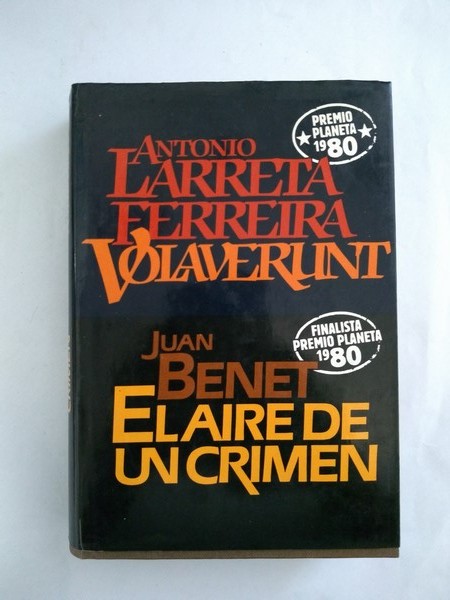 PREMIO
PLANETA
1980
ANTONIO
LARRETA
FERREIRA
VOLAVERUNT
FINALISTA
PREMIO PLANETA
1980
JUAN
BENET
EL AIRE DE
UN CRIMEN